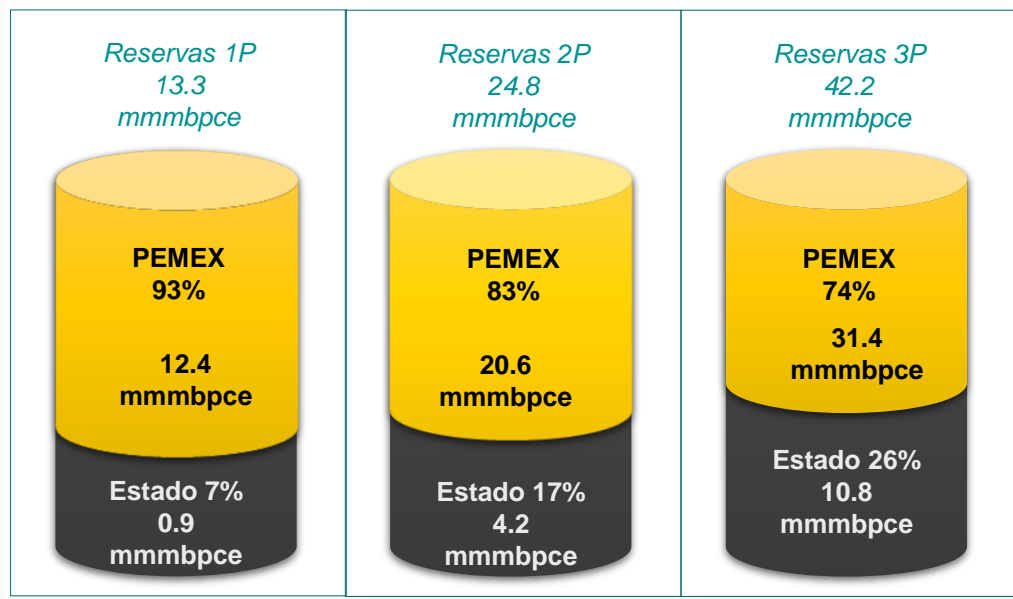 Reservas 1P
13.3
mmmbpce
PEMEX
93%
12.4
mmmbpce
Estado 7%
0.9
mmmbpce
Reservas 2P
24.8
mmmbpce
PEMEX
83%
20.6
mmmbpce
Estado 17%
4.2
mmmbpce
Reservas 3P
42.2
mmmbpce
PEMEX
74%
31.4
mmmbpce
Estado 26%
10.8
mmmbpce